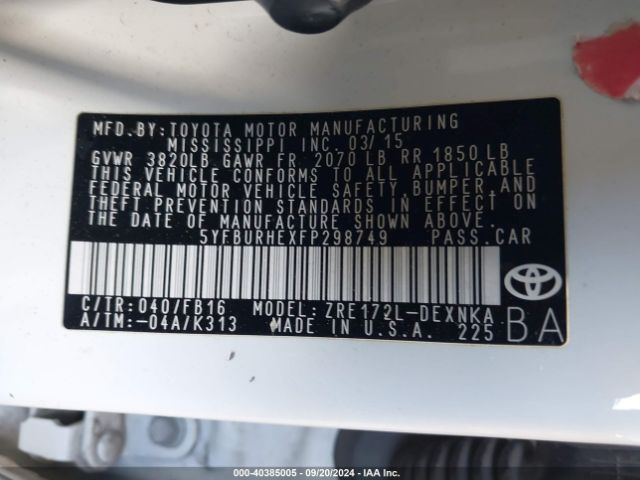 MFD.BY:TOYOTA MOTOR MANUFACTURING
MISSISSIPPI INC. 03/15
GVWR 3820LB GAWR FR. 2070 LB RR 1850 LB
THIS VEHICLE CONFORMS TO ALL APPLICABLE
FEDERAL MOTOR VEHICLE SAFETY, BUMPER,AND
THEFT PREVENTION STANDARDS IN EFFECT ON
THE DATE OF MANUFACTURE SHOWN ABOVE.
5YFBURHEXFP298749 PASS.CAR
C/TR:040/FB16 MODEL:ZRE172L-DEXNKA
A/TM:-04A/K313 MADE IN U.S.A. 225
BA
000-40385005 - 09/20/2024 - IAA Inc.